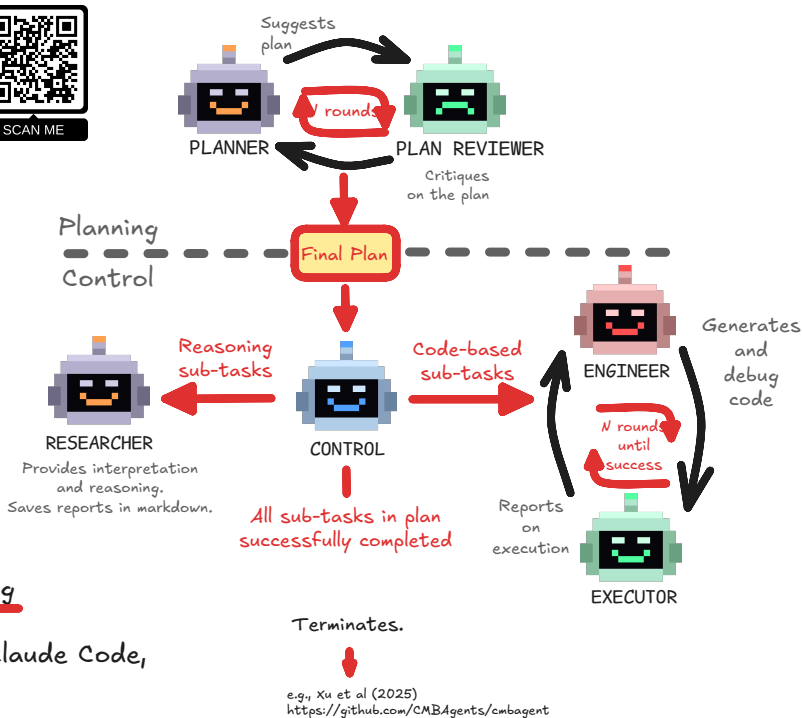 SCAN ME
Suggests
plan
N rounds
PLANNER
PLAN REVIEWER
Critiques
on the plan
Planning
Final Plan
Control
Reasoning
sub-tasks
Code-based
sub-tasks
ENGINEER
Generates
and
debug
code
RESEARCHER
Provides interpretation
and reasoning.
Saves reports in markdown.
CONTROL
N rounds
until
success
All sub-tasks in plan
successfully completed
Reports
on
execution
EXECUTOR
g
Terminates.
laude Code,
e.g., Xu et al (2025)
https://github.com/CMBAgents/cmbagent